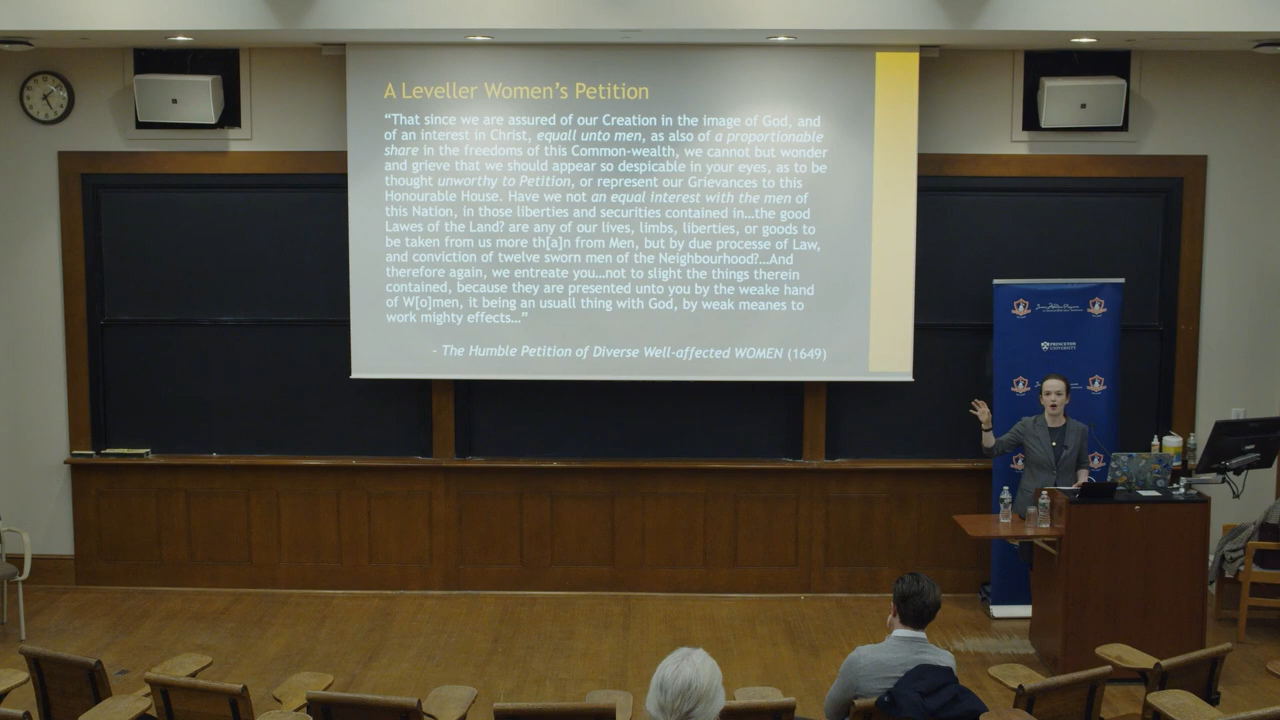 A Leveller Women's Petition
“That since we are assured of our Creation in the image of God, and
of an interest in Christ, equall unto men, as also of a proportionable
share in the freedoms of this Common-wealth, we cannot but wonder
and grieve that we should appear so despicable in your eyes, as to be
thought unworthy to Petition, or represent our Grievances to this
Honourable House. Have we not an equal interest with the men of
this Nation, in those liberties and securities contained in…the good
Lawes of the Land? are any of our lives, limbs, liberties, or goods to
be taken from us more th[a]n from Men, but by due processe of Law,
and conviction of twelve sworn men of the Neighbourhood?…And
therefore again, we entreate you…not to slight the things therein
contained, because they are presented unto you by the weake hand
of W[o]men, it being an usuall thing with God, by weak meanes to
work mighty effects…”
- The Humble Petition of Diverse Well-affected WOMEN (1649)
PRINCETON
UNIVERSITY